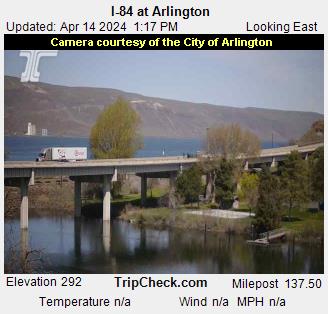 I-84 at Arlington
Updated: Apr 14 2024 1:17 PM Looking East
Camera courtesy of the City of Arlington
Elevation 292 TripCheck.com Milepost 137.50
Temperature n/a Wind n/a MPH n/a